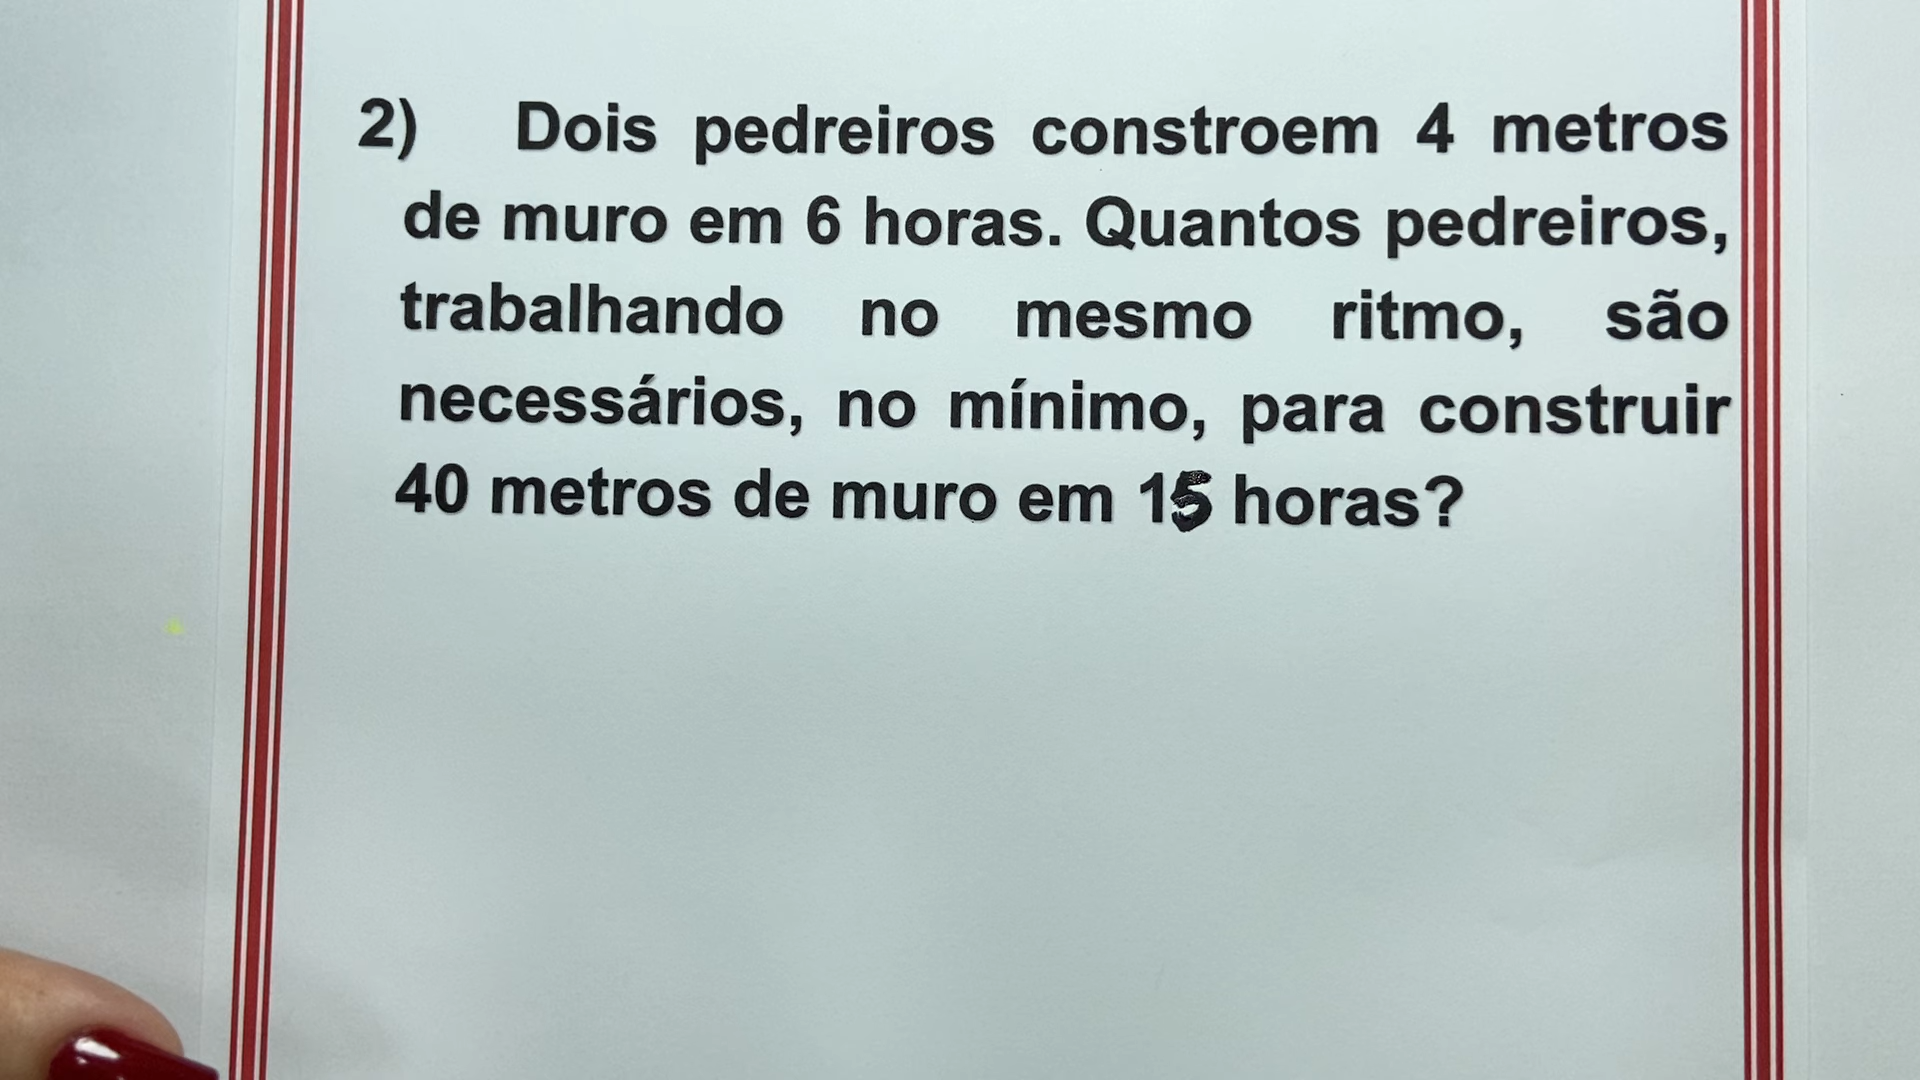 2) Dois pedreiros constroem 4 metros
de muro em 6 horas. Quantos pedreiros,
trabalhando no mesmo ritmo, são
necessários, no mínimo, para construir
40 metros de muro em 15 horas?